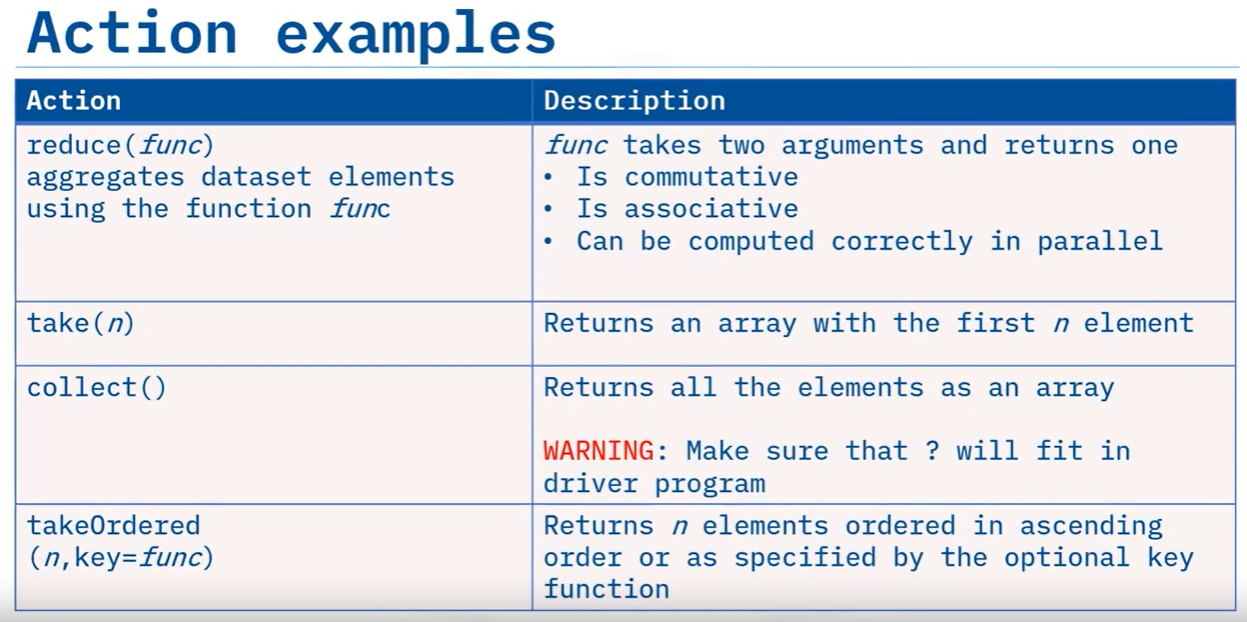 Action examples
Action
Description
reduce(func)
aggregates dataset elements
using the function func
func takes two arguments and returns one
• Is commutative
• Is associative
• Can be computed correctly in parallel
take(n)
Returns an array with the first n element
collect()
Returns all the elements as an array
WARNING: Make sure that ? will fit in
driver program
takeOrdered
(n,key=func)
Returns n elements ordered in ascending
order or as specified by the optional key
function